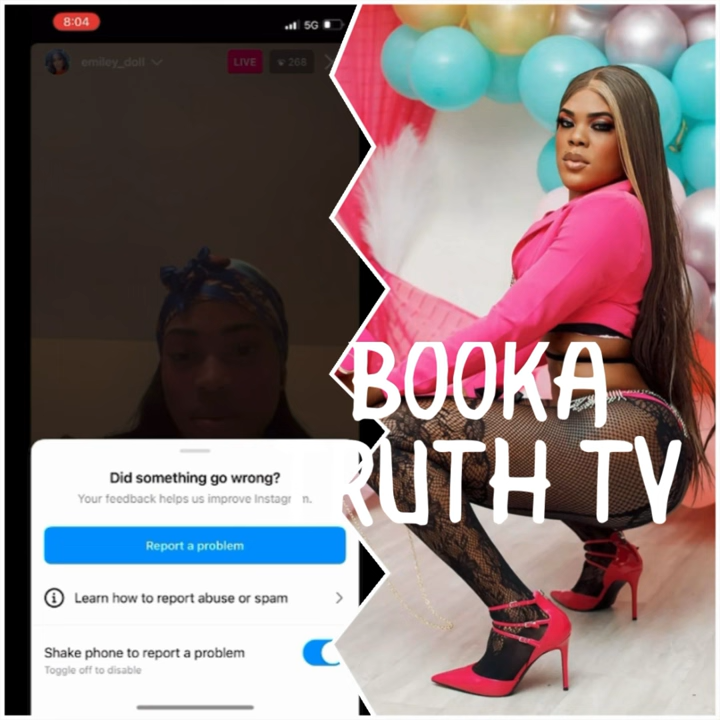 8:04
5G
emiley_doll
LIVE
268
Did something go wrong?
Your feedback helps us improve Instagr m.
Report a problem
Learn how to report abuse or spam
Shake phone to report a problem
Toggle off to disable
BOOKA
RUTH TV